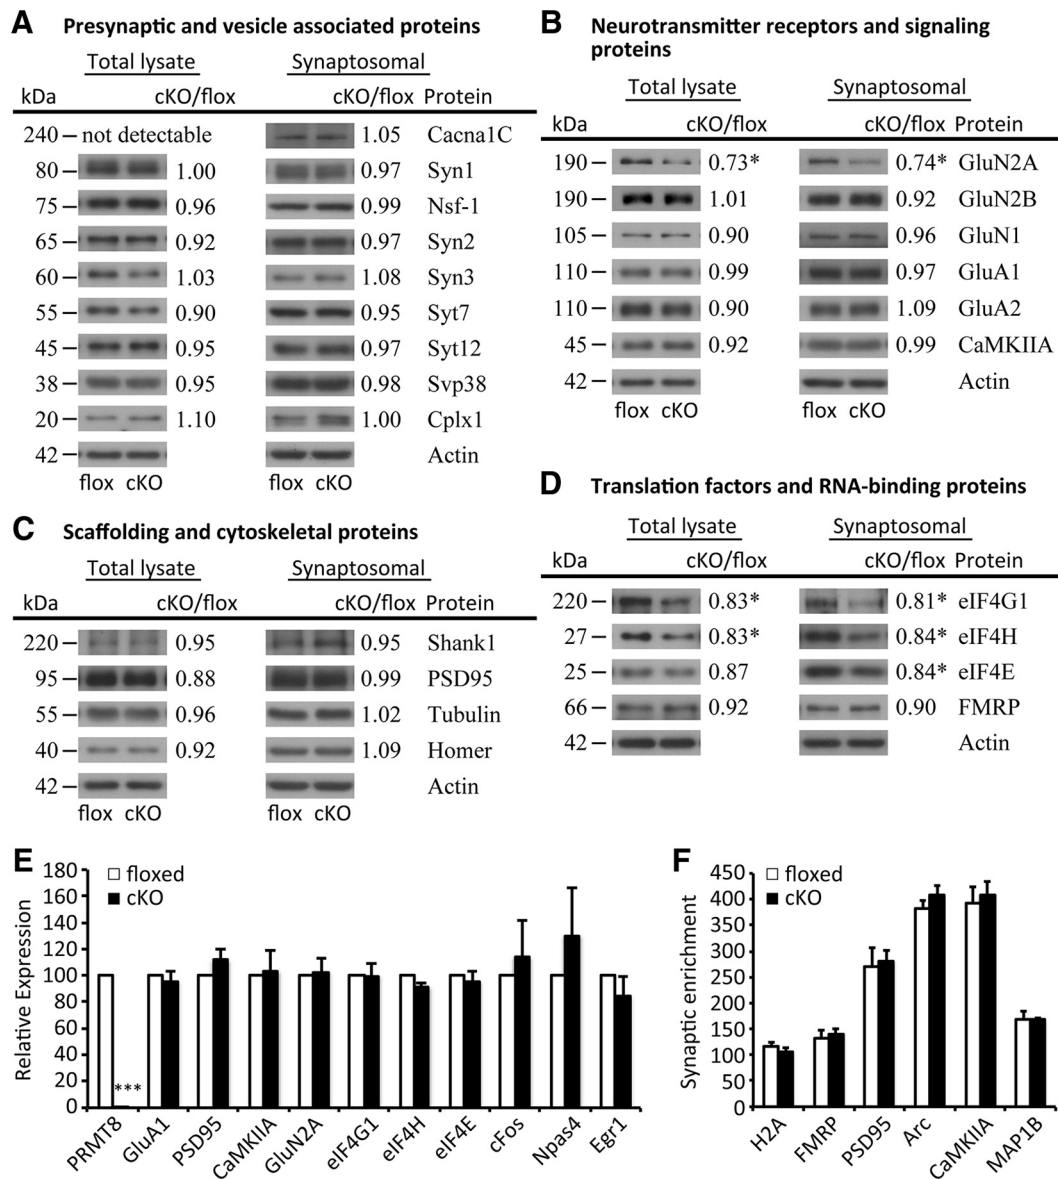 A Presynaptic and vesicle associated proteins
Total lysate Synaptosomal
kDa cKO/flox cKO/flox Protein
240 not detectable 1.05 Cacna1C
80 1.00 0.97 Syn1
75 0.96 0.99 Nsf-1
65 0.92 0.97 Syn2
60 1.03 1.08 Syn3
55 0.90 0.95 Syt7
45 0.95 0.97 Syt12
38 0.95 0.98 Svp38
20 1.10 1.00 Cplx1
42 Actin
flox cKO flox cKO
B Neurotransmitter receptors and signaling
proteins
Total lysate Synaptosomal
kDa cKO/flox cKO/flox Protein
190 0.73* 0.74* GluN2A
190 1.01 0.92 GluN2B
105 0.90 0.96 GluN1
110 0.99 0.97 GluA1
110 0.90 1.09 GluA2
45 0.92 0.99 CaMKIIA
42 Actin
flox cKO flox cKO
C Scaffolding and cytoskeletal proteins
Total lysate Synaptosomal
kDa cKO/flox cKO/flox Protein
220 0.95 0.95 Shank1
95 0.88 0.99 PSD95
55 0.96 1.02 Tubulin
40 0.92 1.09 Homer
42 Actin
flox cKO flox cKO
D Translation factors and RNA-binding proteins
Total lysate Synaptosomal
kDa cKO/flox cKO/flox Protein
220 0.83* 0.81* eIF4G1
27 0.83* 0.84* eIF4H
25 0.87 0.84* eIF4E
66 0.92 0.90 FMRP
42 Actin
E
floxed
cKO
Relative Expression
180
160
140
120
100
80
60
40
20
0
***
PRMT8 GluA1 PSD95 CaMKIIA GluN2A eIF4G1 eIF4H eIF4E cFos Npas4 Egr1
F
floxed
cKO
Synaptic enrichment
450
400
350
300
250
200
150
100
50
0
H2A FMRP PSD95 Arc CaMKIIA MAP1B